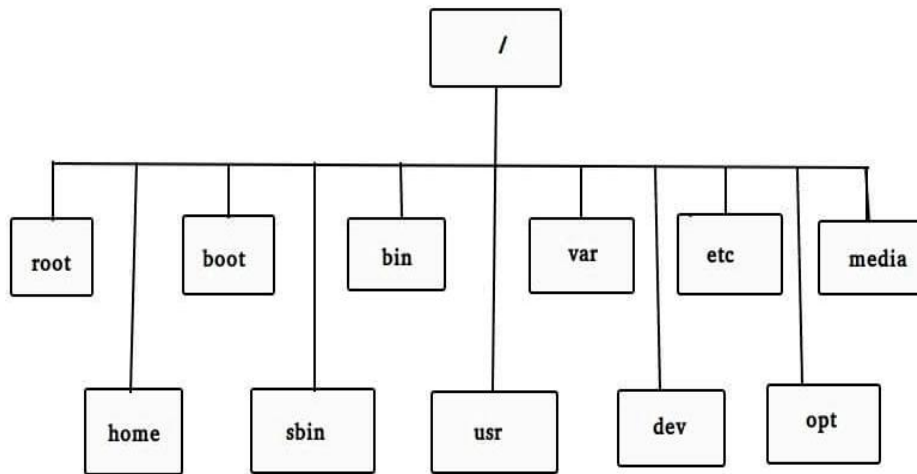 /
root
boot
bin
var
etc
media
home
sbin
usr
dev
opt